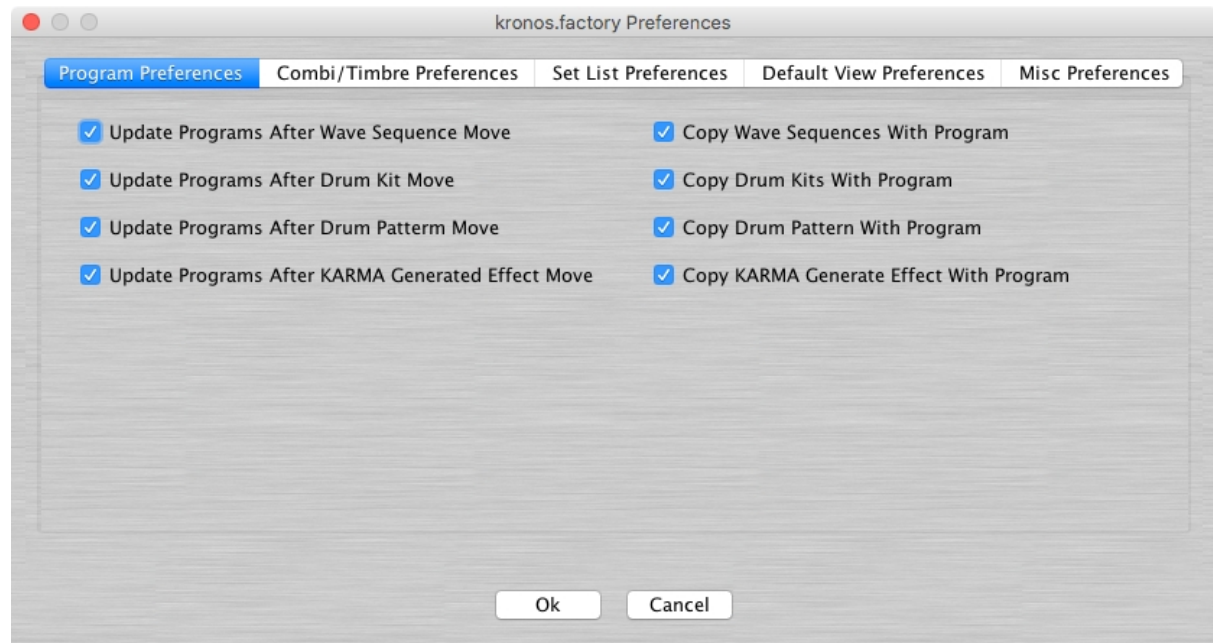 kronos.factory Preferences
Program Preferences Combi/Timbre Preferences Set List Preferences Default View Preferences Misc Preferences
Update Programs After Wave Sequence Move Copy Wave Sequences With Program
Update Programs After Drum Kit Move Copy Drum Kits With Program
Update Programs After Drum Patterm Move Copy Drum Pattern With Program
Update Programs After KARMA Generated Effect Move Copy KARMA Generate Effect With Program
Ok Cancel